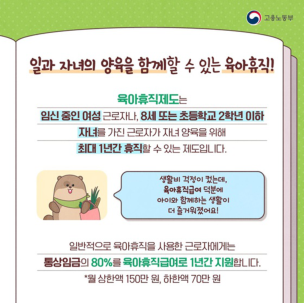 고용노동부
일과 자녀의 양육을 함께할 수 있는 육아휴직!
육아휴직제도는
임신 중인 여성 근로자나, 8세 또는 초등학교 2학년 이하
자녀를 가진 근로자가 자녀 양육을 위해
최대 1년간 휴직할 수 있는 제도입니다.
생활비 걱정이 컸는데,
육아휴직급여 덕분에
아이와 함께하는 생활이
더 즐거워졌어요!
일반적으로 육아휴직을 사용한 근로자에게는
통상임금의 80%를 육아휴직급여로 1년간 지원합니다.
*월 상한액 150만 원, 하한액 70만 원